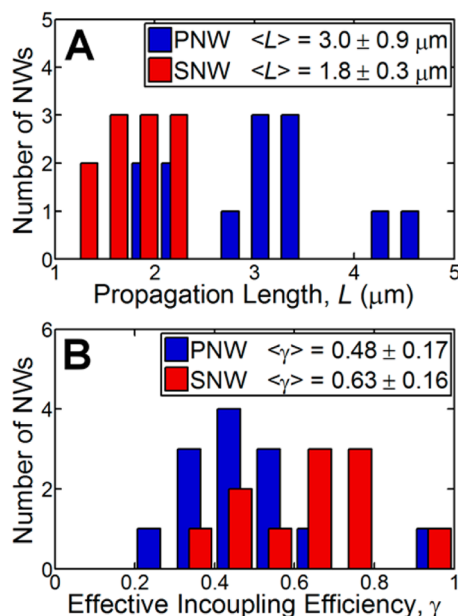 A
PNW <L> = 3.0 ± 0.9 μm
SNW <L> = 1.8 ± 0.3 μm
Number of NWs
5
4
3
2
1
0
1 2 3 4 5
Propagation Length, L (μm)
B
PNW <γ> = 0.48 ± 0.17
SNW <γ> = 0.63 ± 0.16
Number of NWs
6
4
2
0
0 0.2 0.4 0.6 0.8 1
Effective Incoupling Efficiency, γ